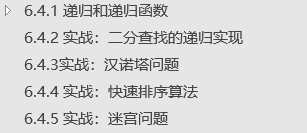 6.4.1 递归和递归函数
6.4.2 实战：二分查找的递归实现
6.4.3实战：汉诺塔问题
6.4.4 实战：快速排序算法
6.4.5 实战：迷宫问题